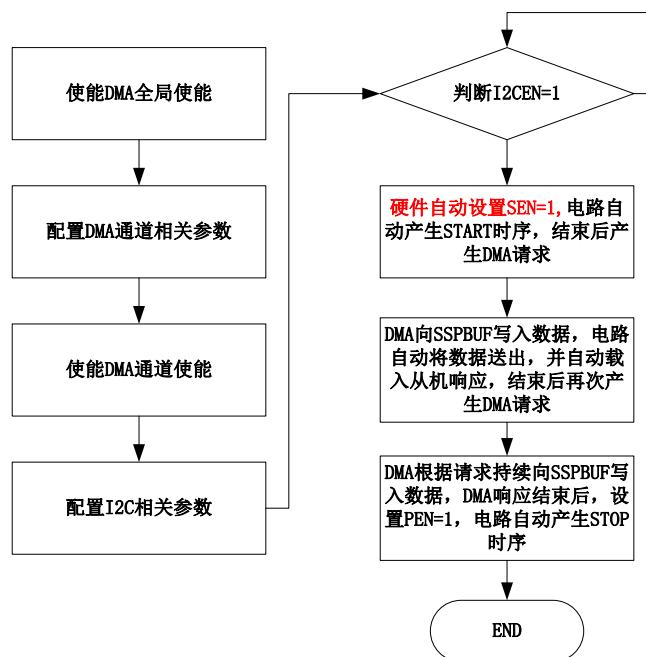 使能DMA全局使能
配置DMA通道相关参数
使能DMA通道使能
配置I2C相关参数
判断I2CEN=1
硬件自动设置SEN=1,电路自
动产生START时序，结束后产
生DMA请求
DMA向SSPBUF写入数据，电路
自动将数据送出，并自动载
入从机响应，结束后再次产
生DMA请求
DMA根据请求持续向SSPBUF写
入数据，DMA响应结束后，设
置PEN=1，电路自动产生STOP
时序
END